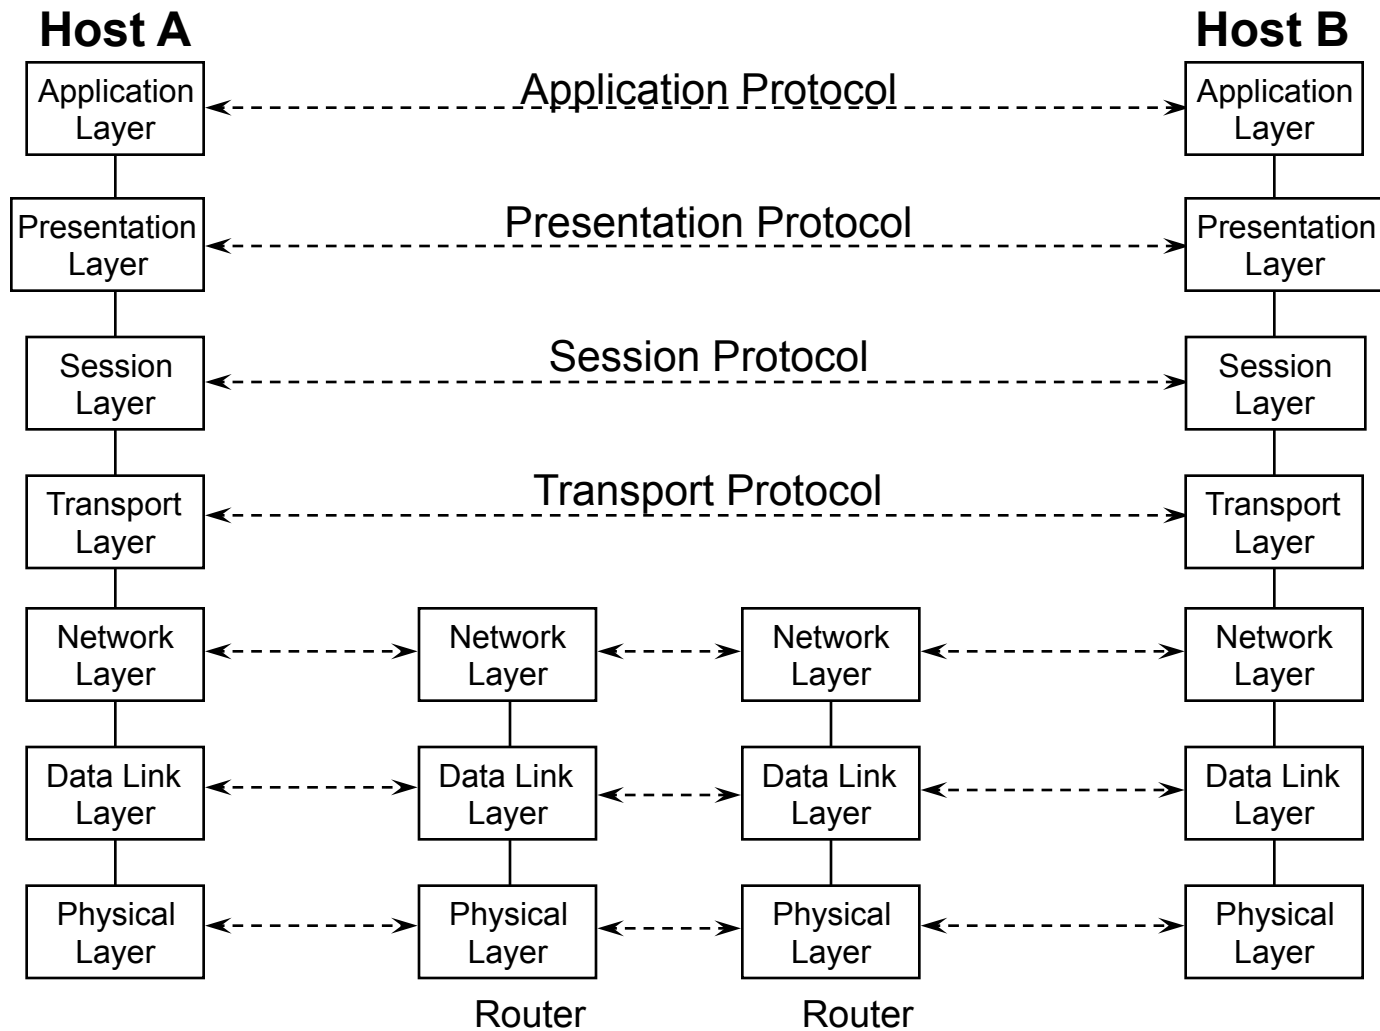 Host A
Host B
Application
Layer
Application Protocol
Application
Layer
Presentation
Layer
Presentation Protocol
Presentation
Layer
Session
Layer
Session Protocol
Session
Layer
Transport
Layer
Transport Protocol
Transport
Layer
Network
Layer
Network
Layer
Network
Layer
Network
Layer
Data Link
Layer
Data Link
Layer
Data Link
Layer
Data Link
Layer
Physical
Layer
Physical
Layer
Physical
Layer
Physical
Layer
Router
Router